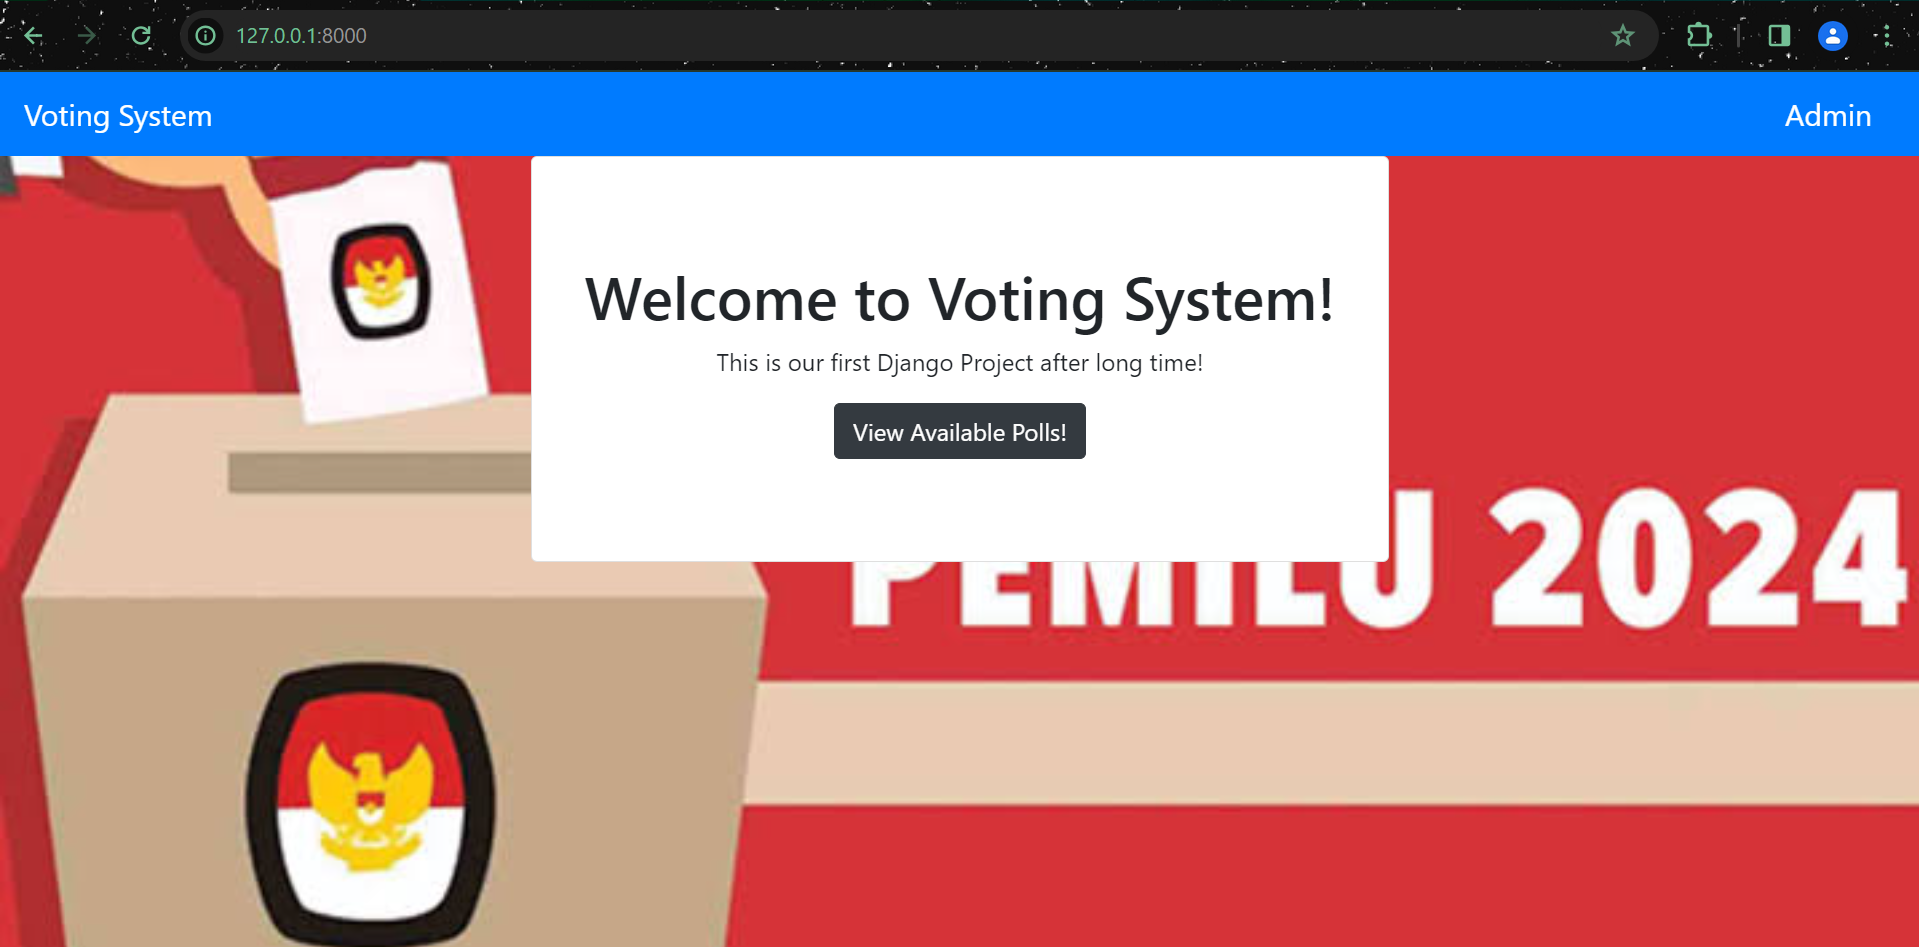 127.0.0.1:8000
Voting System
Admin
Welcome to Voting System!
This is our first Django Project after long time!
View Available Polls!
PEMILU 2024